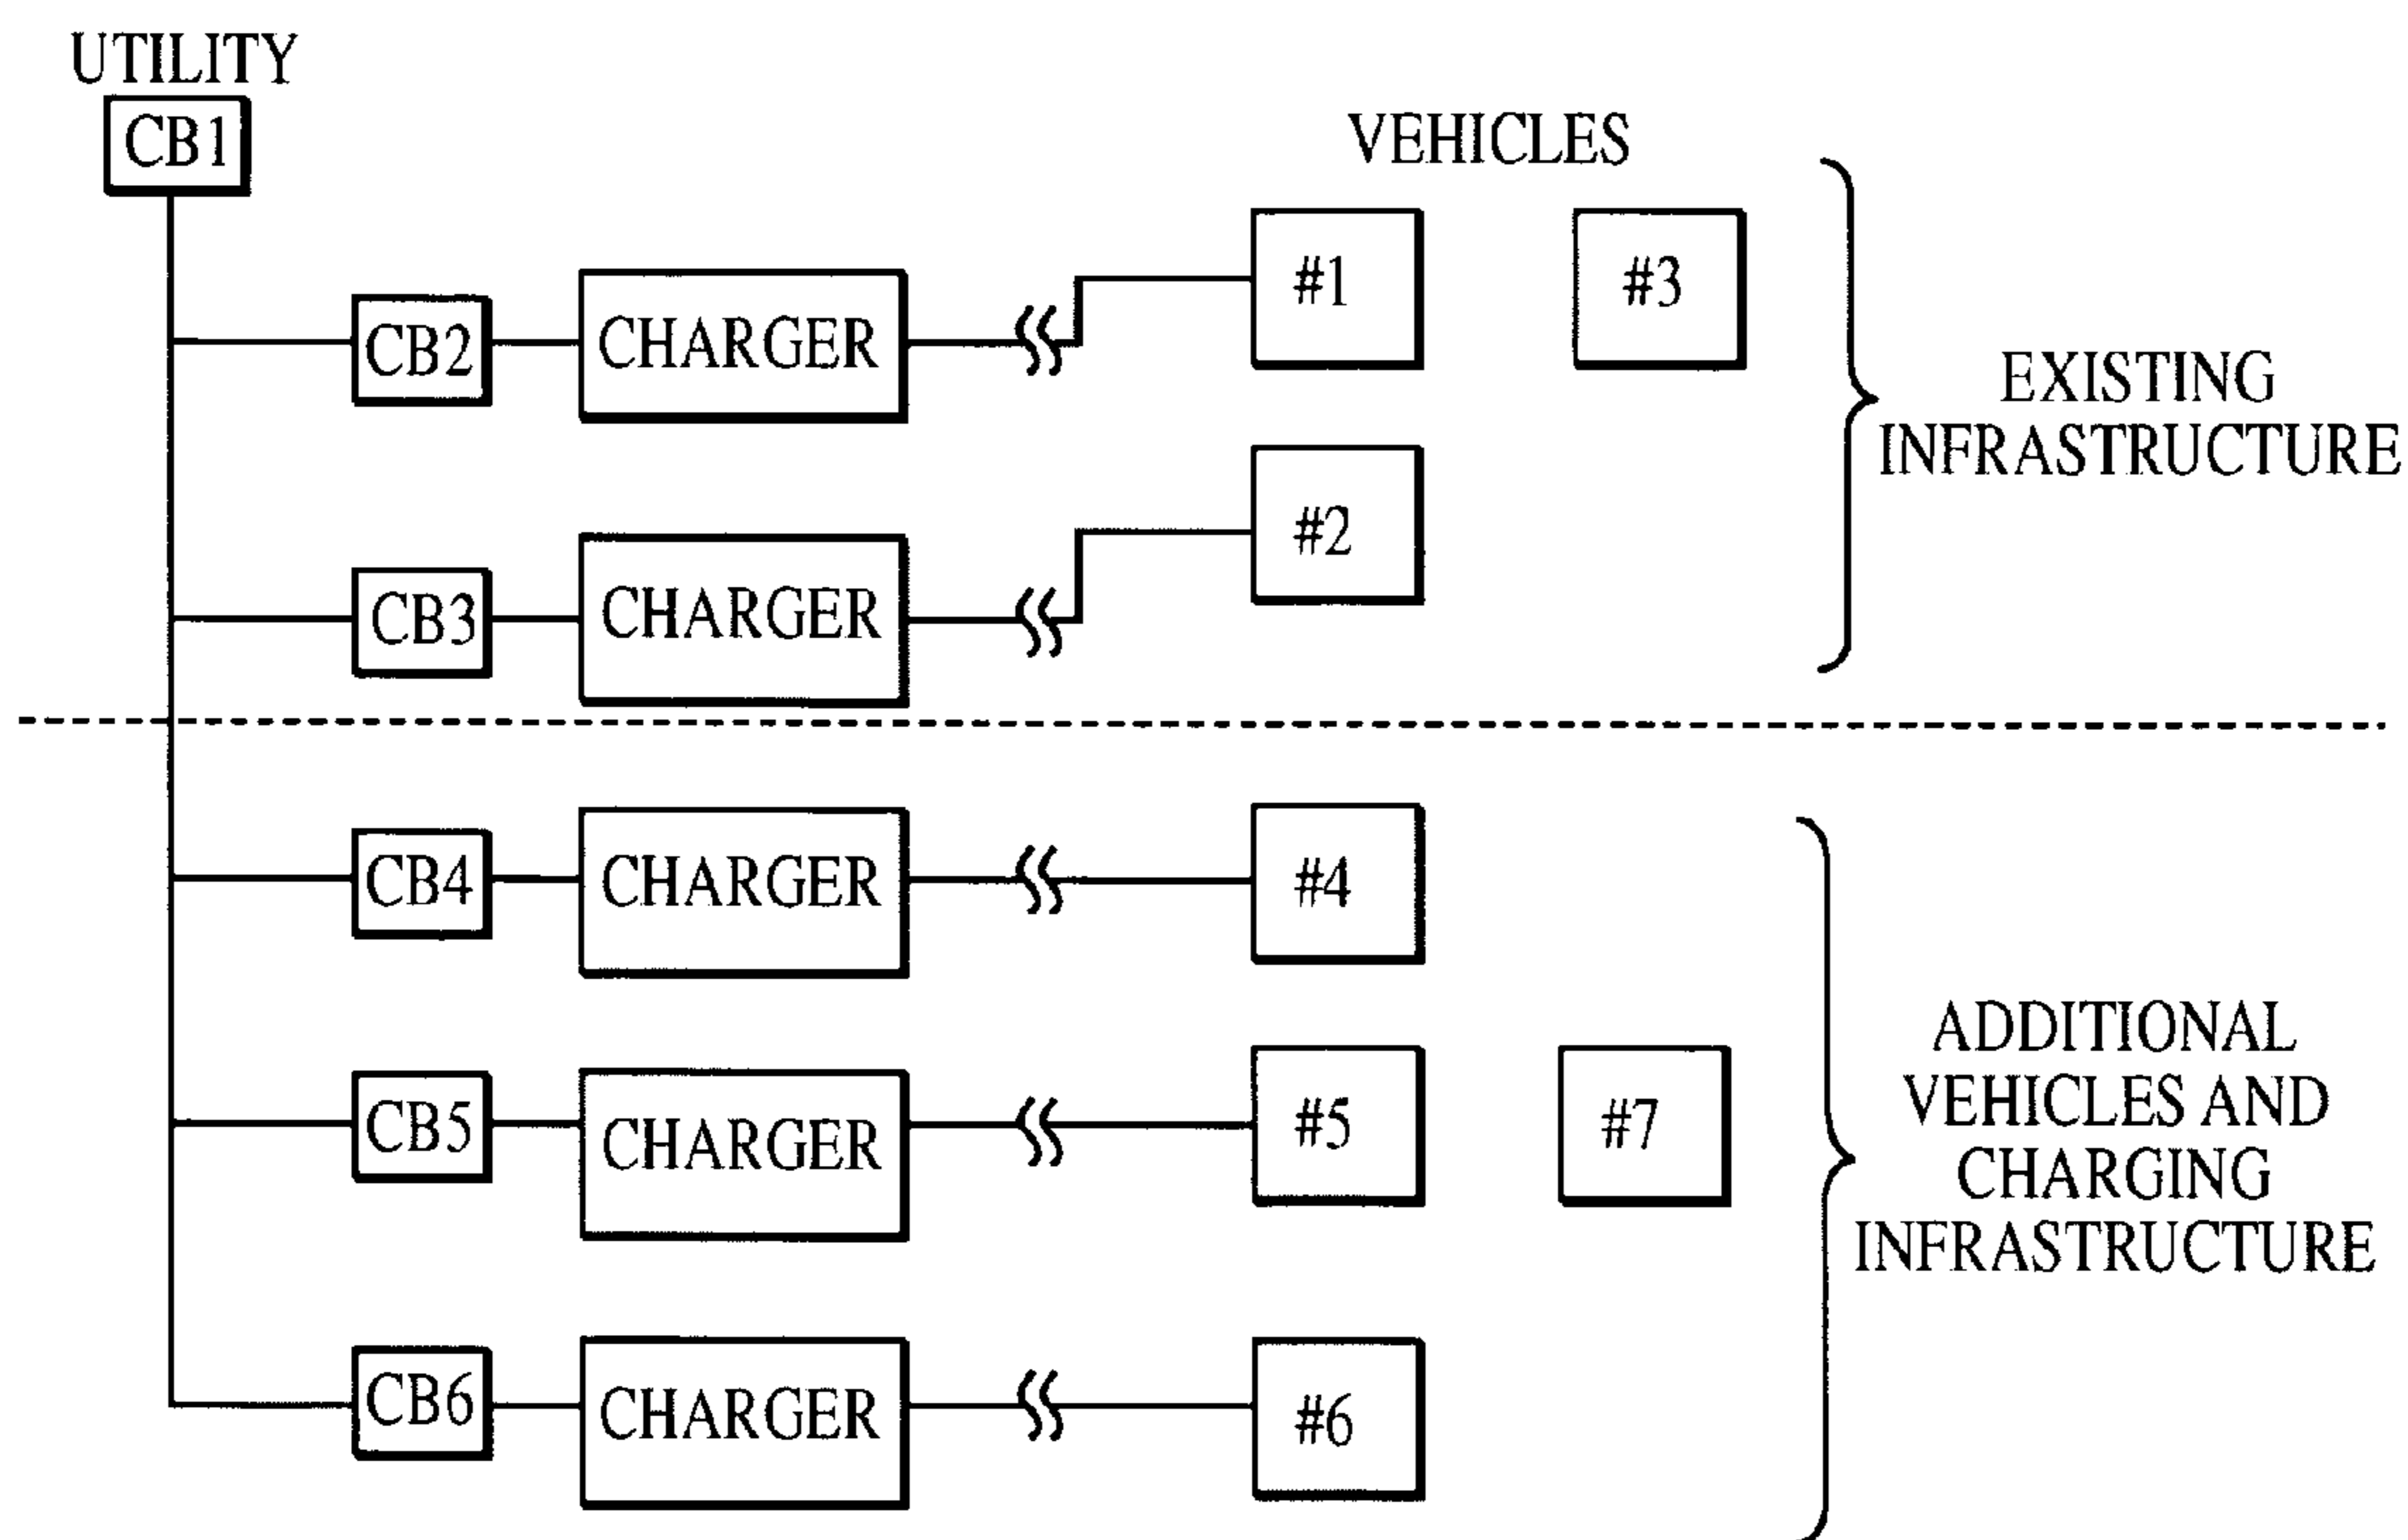 UTILITY
CB1
VEHICLES
#1
#3
CB2
CHARGER
EXISTING
INFRASTRUCTURE
#2
CB3
CHARGER
CB4
CHARGER
#4
ADDITIONAL
VEHICLES AND
CHARGING
INFRASTRUCTURE
CB5
CHARGER
#5
#7
CB6
CHARGER
#6